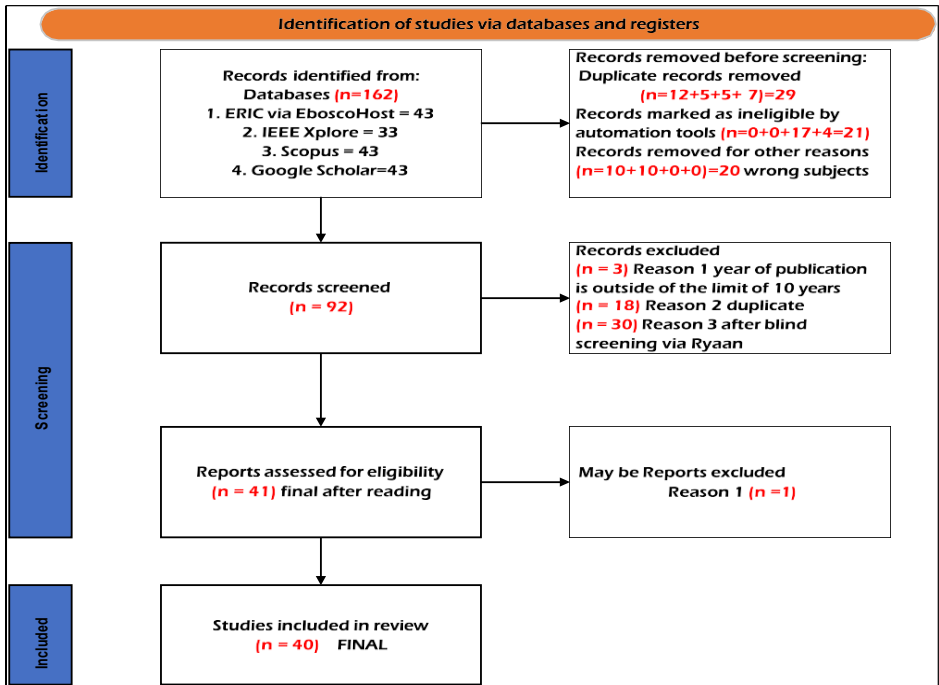 Identification of studies via databases and registers
Identification
Records identified from:
Databases (n=162)
1. ERIC via EboscoHost = 43
2. IEEE Xplore = 33
3. Scopus = 43
4. Google Scholar=43
Records removed before screening:
Duplicate records removed
(n=12+5+5+ 7)=29
Records marked as ineligible by
automation tools (n=0+0+17+4=21)
Records removed for other reasons
(n=10+10+0+0)=20 wrong subjects
Screening
Records screened
(n = 92)
Records excluded
(n = 3) Reason 1 year of publication
is outside of the limit of 10 years
(n = 18) Reason 2 duplicate
(n = 30) Reason 3 after blind
screening via Ryaan
Reports assessed for eligibility
(n = 41) final after reading
May be Reports excluded
Reason 1 (n =1)
Included
Studies included in review
(n = 40) FINAL